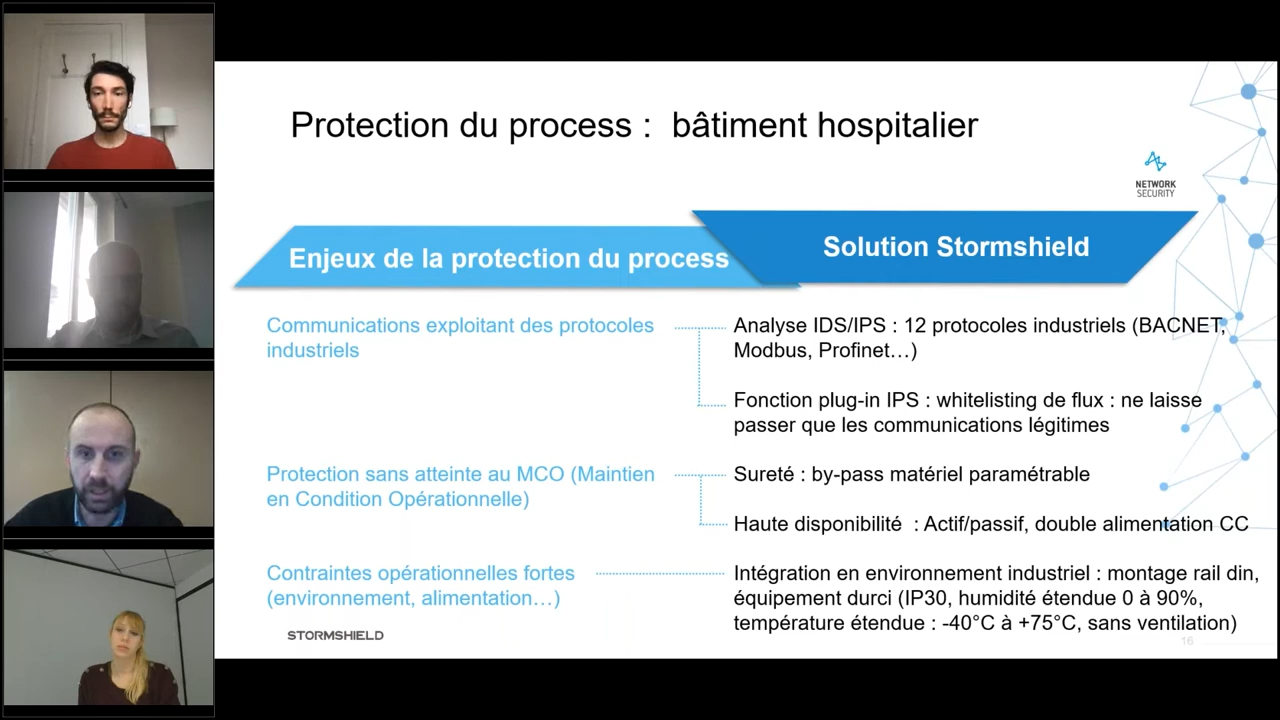 Protection du process : bâtiment hospitalier
NETWORK
SECURITY
Enjeux de la protection du process
Solution Stormshield
Communications exploitant des protocoles
industriels
Analyse IDS/IPS : 12 protocoles industriels (BACNET,
Modbus, Profinet…)
Fonction plug-in IPS : whitelisting de flux : ne laisse
passer que les communications légitimes
Protection sans atteinte au MCO (Maintien
en Condition Opérationnelle)
Sureté : by-pass matériel paramétrable
Haute disponibilité : Actif/passif, double alimentation CC
Contraintes opérationnelles fortes
(environnement, alimentation…)
Intégration en environnement industriel : montage rail din,
équipement durci (IP30, humidité étendue 0 à 90%,
température étendue : -40°C à +75°C, sans ventilation)
STORMSHIELD
16